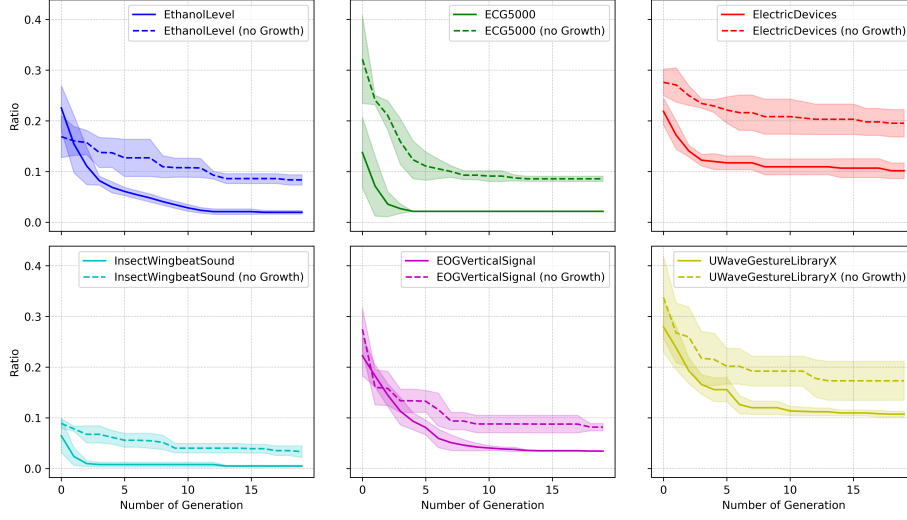 EthanolLevel
EthanolLevel (no Growth)
ECG5000
ECG5000 (no Growth)
ElectricDevices
ElectricDevices (no Growth)
Ratio
0.4
0.3
0.2
0.1
0.0
InsectWingbeatSound
InsectWingbeatSound (no Growth)
EOGVerticalSignal
EOGVerticalSignal (no Growth)
UWaveGestureLibraryX
UWaveGestureLibraryX (no Growth)
Ratio
0.4
0.3
0.2
0.1
0.0
0 5 10 15
0 5 10 15
0 5 10 15
Number of Generation
Number of Generation
Number of Generation